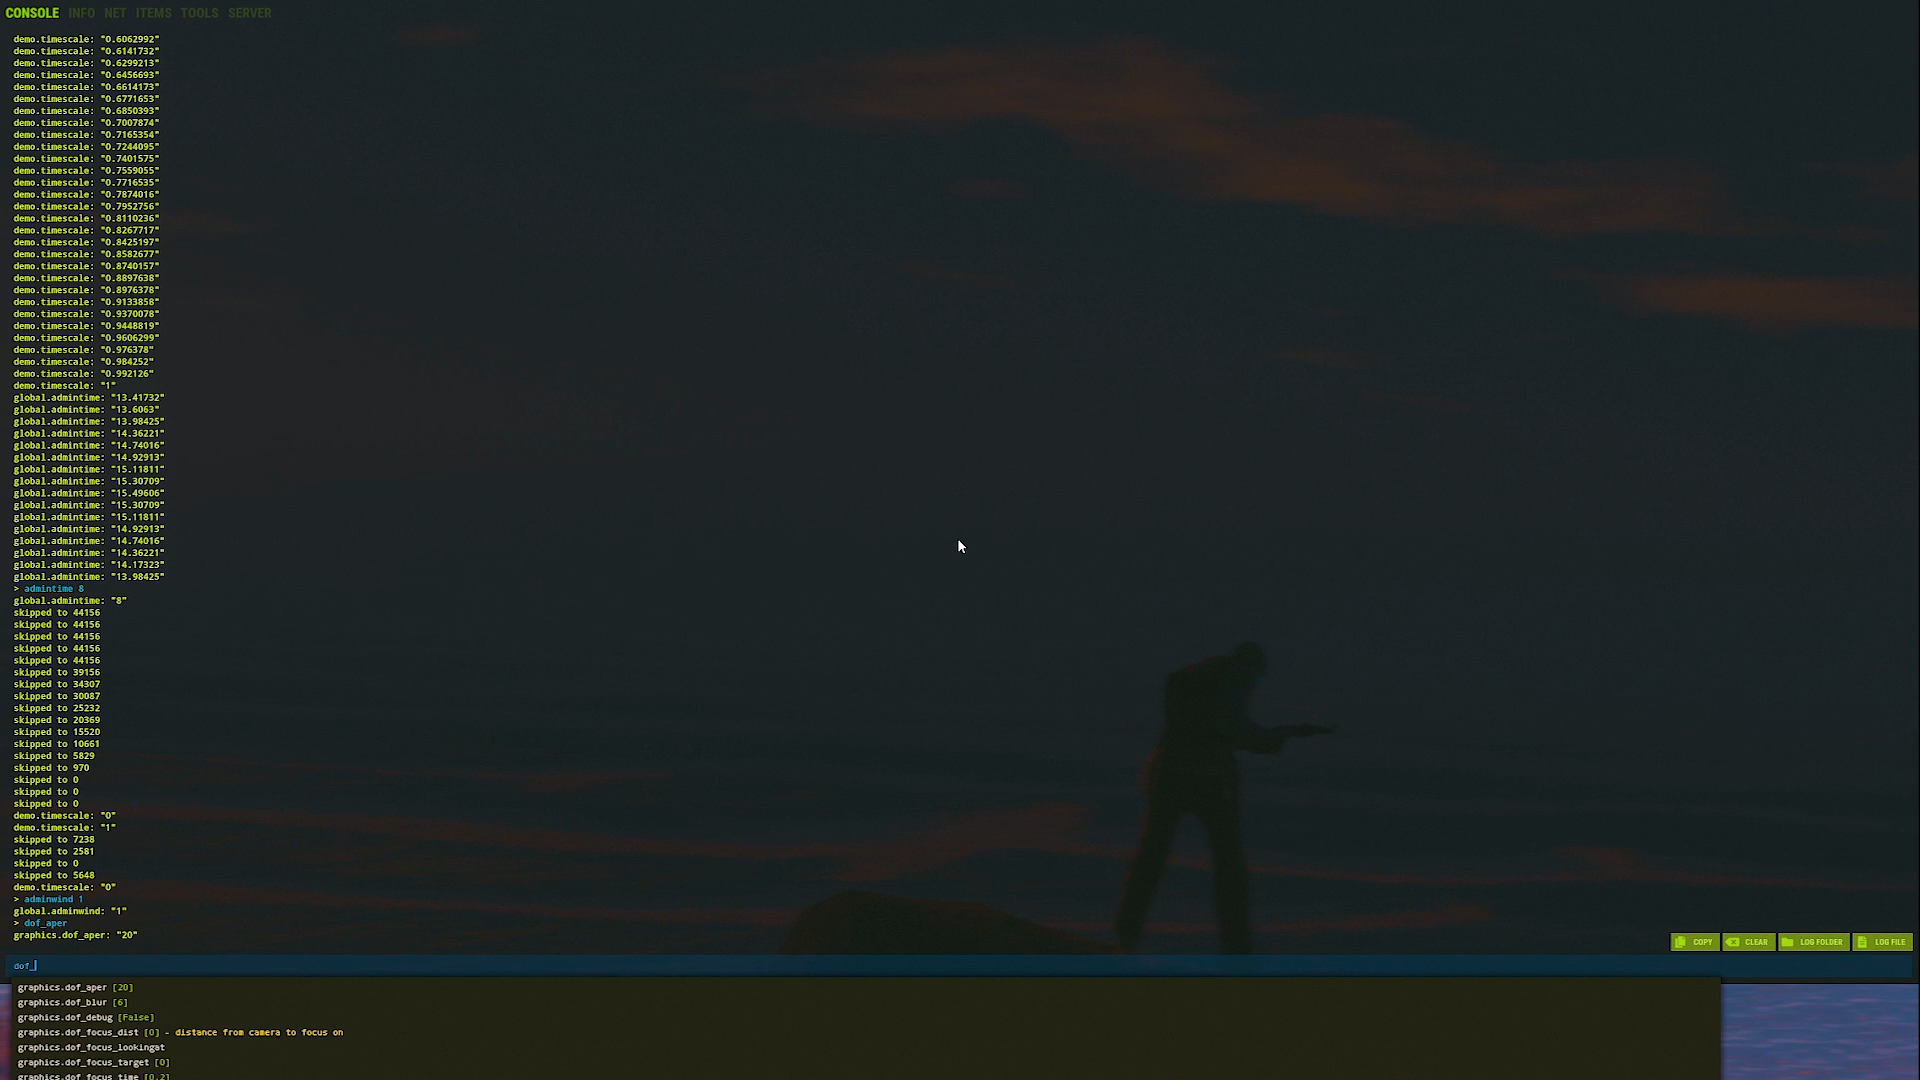 CONSOLE INFO NET ITEMS TOOLS SERVER
demo.timescale: "0.6062992"
demo.timescale: "0.6141732"
demo.timescale: "0.6299213"
demo.timescale: "0.6456693"
demo.timescale: "0.6614173"
demo.timescale: "0.6771653"
demo.timescale: "0.6850393"
demo.timescale: "0.7007874"
demo.timescale: "0.7165354"
demo.timescale: "0.7244095"
demo.timescale: "0.7401575"
demo.timescale: "0.7559055"
demo.timescale: "0.7716535"
demo.timescale: "0.7874016"
demo.timescale: "0.7952756"
demo.timescale: "0.8110236"
demo.timescale: "0.8267717"
demo.timescale: "0.8425197"
demo.timescale: "0.8582677"
demo.timescale: "0.8740157"
demo.timescale: "0.8897638"
demo.timescale: "0.8976378"
demo.timescale: "0.9133858"
demo.timescale: "0.9370078"
demo.timescale: "0.9448819"
demo.timescale: "0.9606299"
demo.timescale: "0.976378"
demo.timescale: "0.984252"
demo.timescale: "0.992126"
demo.timescale: "1"
global.admintime: "13.41732"
global.admintime: "13.6063"
global.admintime: "13.98425"
global.admintime: "14.36221"
global.admintime: "14.74016"
global.admintime: "14.92913"
global.admintime: "15.11811"
global.admintime: "15.30709"
global.admintime: "15.49606"
global.admintime: "15.30709"
global.admintime: "15.11811"
global.admintime: "14.92913"
global.admintime: "14.74016"
global.admintime: "14.36221"
global.admintime: "14.17323"
global.admintime: "13.98425"
> admintime 8
global.admintime: "8"
skipped to 44156
skipped to 44156
skipped to 44156
skipped to 44156
skipped to 44156
skipped to 39156
skipped to 34307
skipped to 30087
skipped to 25232
skipped to 20369
skipped to 15520
skipped to 10661
skipped to 5829
skipped to 970
skipped to 0
skipped to 0
skipped to 0
demo.timescale: "0"
demo.timescale: "1"
skipped to 7238
skipped to 2581
skipped to 0
skipped to 5648
demo.timescale: "0"
> adminwind 1
global.adminwind: "1"
> dof_aper
graphics.dof_aper: "20"
COPY CLEAR LOG FOLDER LOG FILE
dof_
graphics.dof_aper [20]
graphics.dof_blur [6]
graphics.dof_debug [False]
graphics.dof_focus_dist [0] - distance from camera to focus on
graphics.dof_focus_lookingat
graphics.dof_focus_target [0]
graphics.dof_focus_time [0.2]